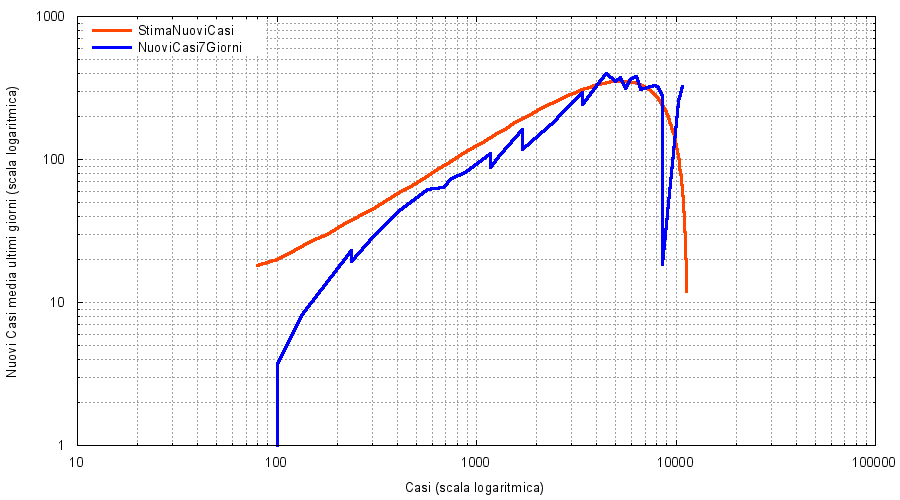 1000
StimaNuoviCasi
NuoviCasi7Giorni
100
10
1
Nuovi Casi media ultimi giorni (scala logaritmica)
10 100 1000 10000 100000
Casi (scala logaritmica)